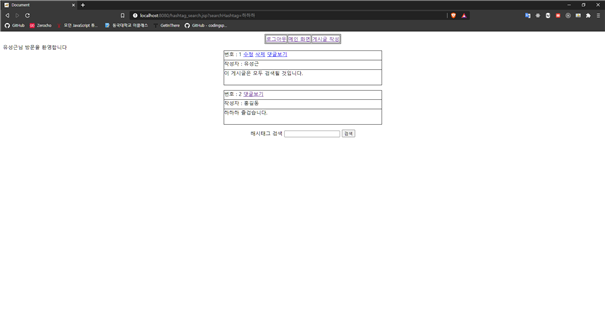 Document
localhost:8080/hashtag_search.jsp?searchHashtag=하하하
GitHub
Denscho
모던 JavaScript 튜...
동국대학교 이클래스
GetInThere
GitHub - codingsp...
유성근님 방문을 환영합니다
로그아웃 메인 화면 게시글 작성
번호 : 1 수정 삭제 댓글보기
작성자 : 유성근
이 게시글은 모두 검색될 것입니다.
번호 : 2 댓글보기
작성자 : 홍길동
하하하 즐겁습니다.
해시태그 검색 검색